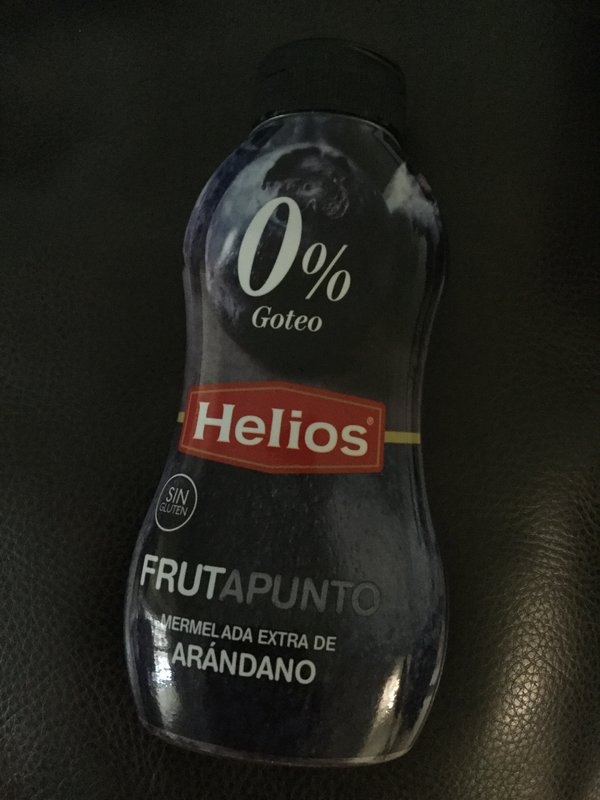 0%
Goteo
Helios®
SIN
GLUTEN
FRUTAPUNTO
MERMELADA EXTRA DE
ARÁNDANO